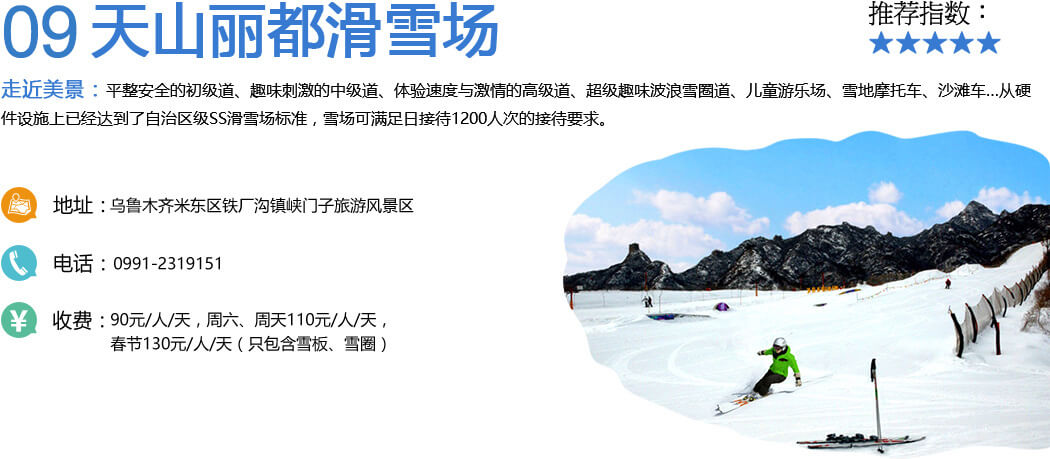 09 天山丽都滑雪场
推荐指数：
★★★★★
走近美景：平整安全的初级道、趣味刺激的中级道、体验速度与激情的高级道、超级趣味波浪雪圈道、儿童游乐场、雪地摩托车、沙滩车...从硬
件设施上已经达到了自治区级SS滑雪场标准，雪场可满足日接待1200人次的接待要求。
地址：乌鲁木齐米东区铁厂沟镇峡门子旅游风景区
电话：0991-2319151
¥ 收费：90元/人/天，周六、周天110元/人/天，
春节130元/人/天（只包含雪板、雪圈）